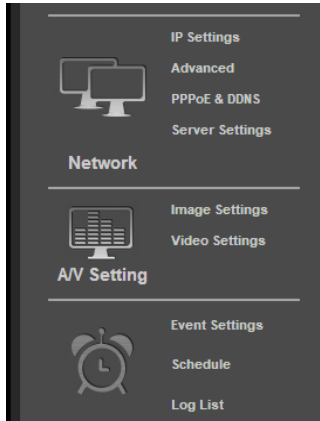 IP Settings
Advanced
PPPoE & DDNS
Server Settings
Network
Image Settings
Video Settings
A/V Setting
Event Settings
Schedule
Log List